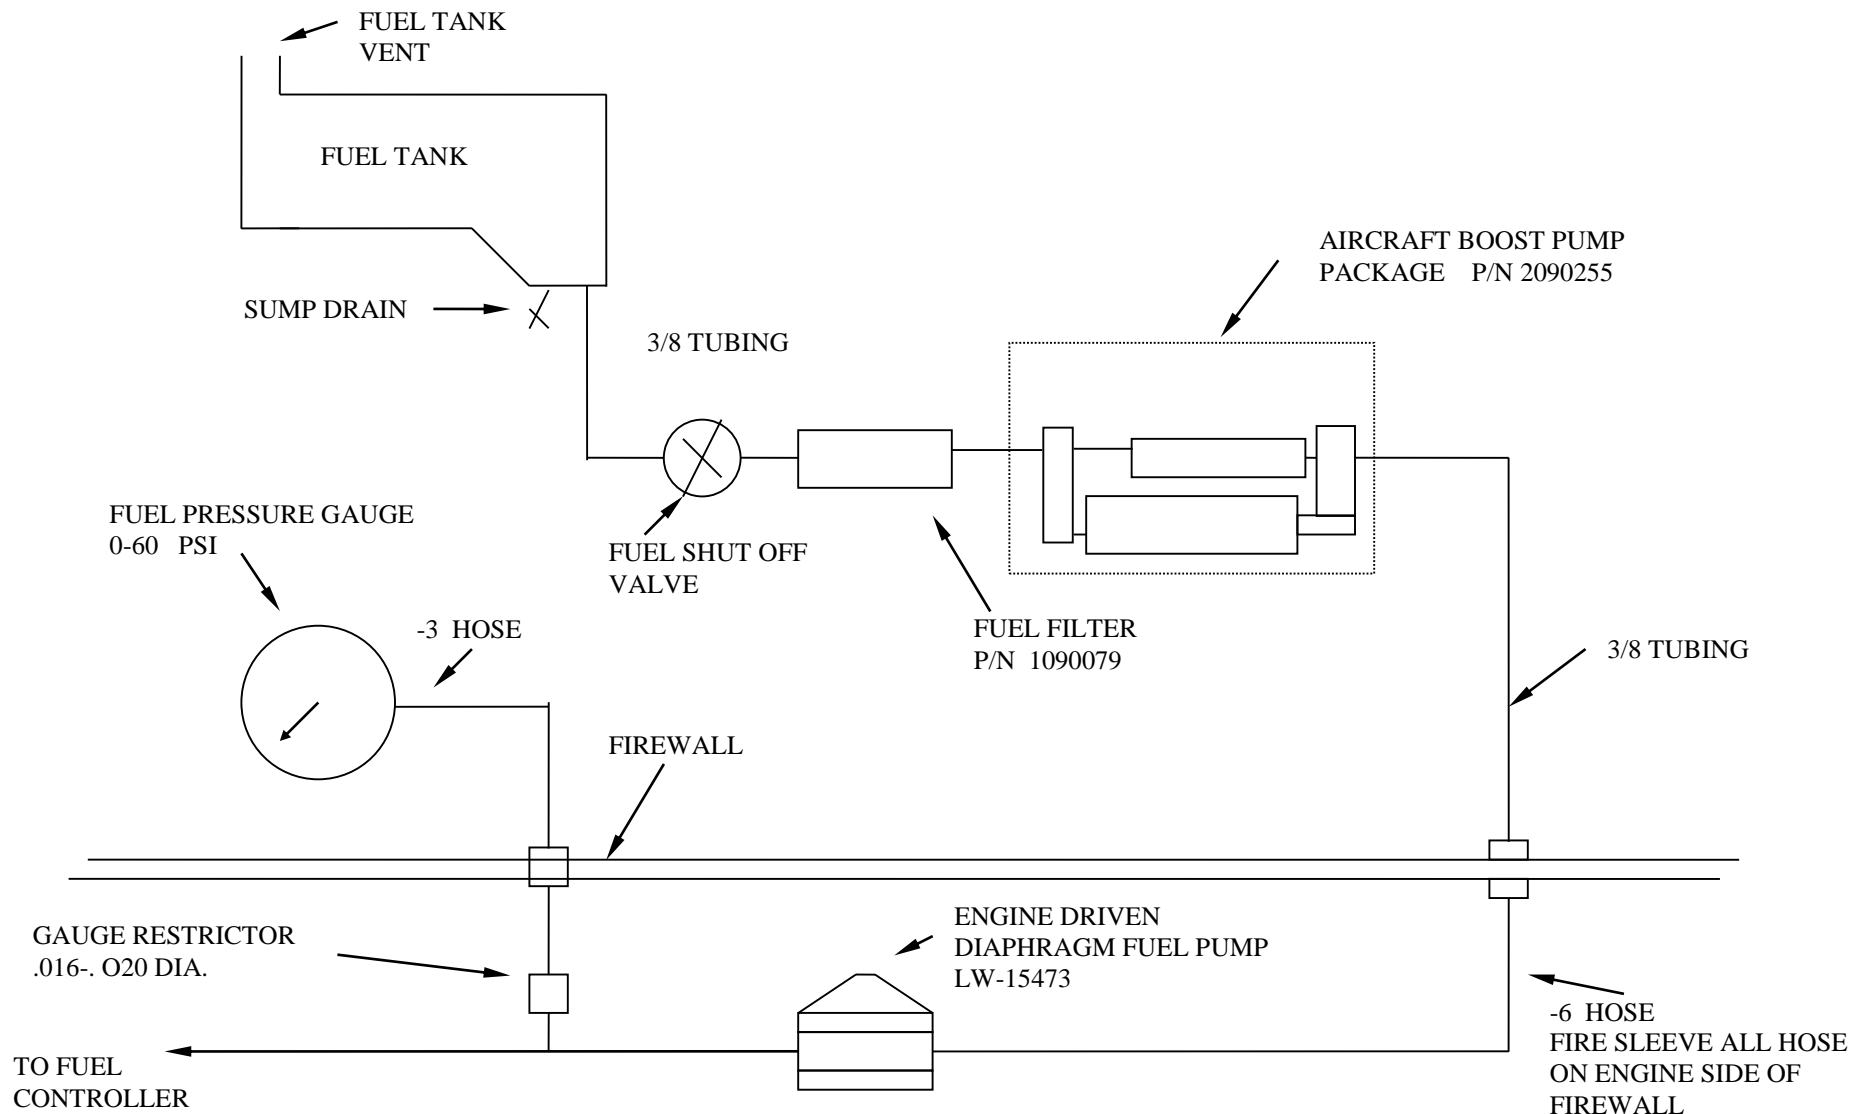 FUEL TANK
VENT
FUEL TANK
AIRCRAFT BOOST PUMP
PACKAGE P/N 2090255
SUMP DRAIN
3/8 TUBING
FUEL PRESSURE GAUGE
0-60 PSI
FUEL SHUT OFF
VALVE
-3 HOSE
FUEL FILTER
P/N 1090079
3/8 TUBING
FIREWALL
GAUGE RESTRICTOR
.016-. O20 DIA.
ENGINE DRIVEN
DIAPHRAGM FUEL PUMP
LW-15473
-6 HOSE
FIRE SLEEVE ALL HOSE
ON ENGINE SIDE OF
FIREWALL
TO FUEL
CONTROLLER